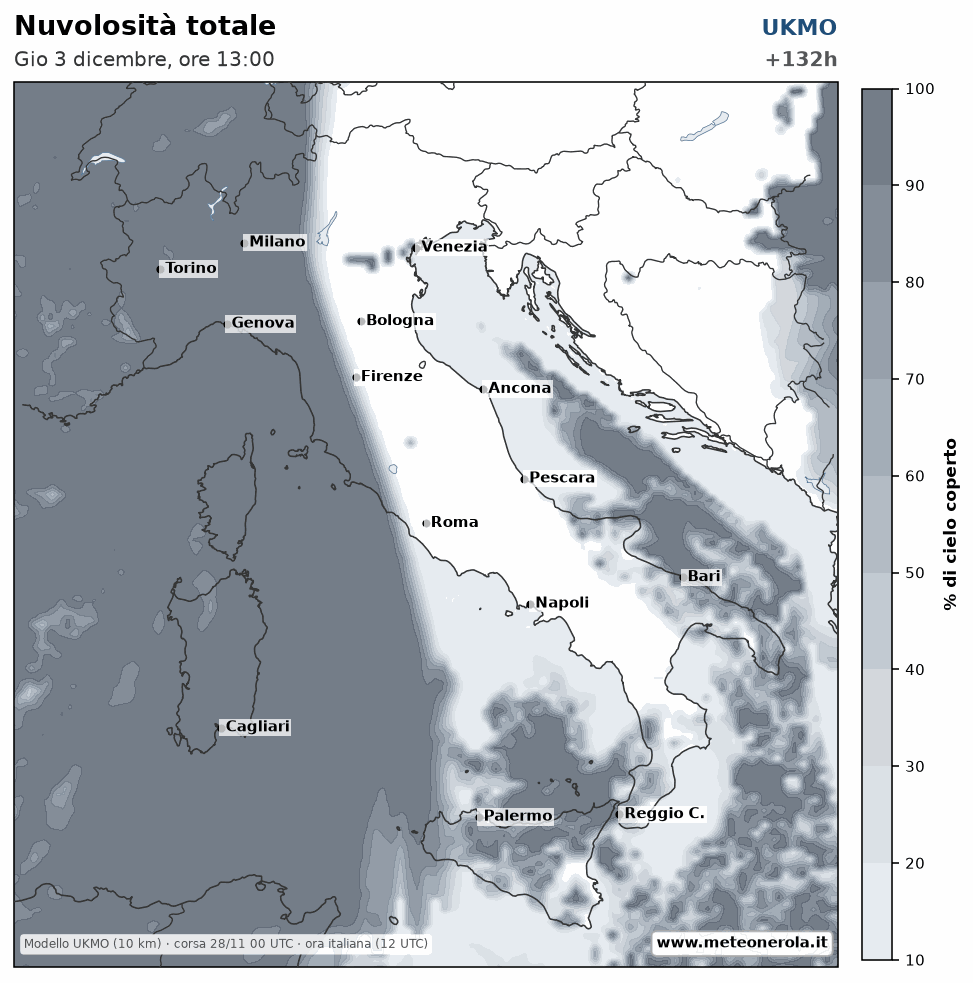 Nuvolosità totale
UKMO
Gio 3 dicembre, ore 13:00
+132h
100
90
80
70
60
50
40
30
20
10
% di cielo coperto
Milano
Venezia
Torino
Genova
Bologna
Firenze
Ancona
Pescara
Roma
Bari
Napoli
Cagliari
Palermo
Reggio C.
Modello UKMO (10 km) · corsa 28/11 00 UTC · ora italiana (12 UTC)
www.meteonerola.it